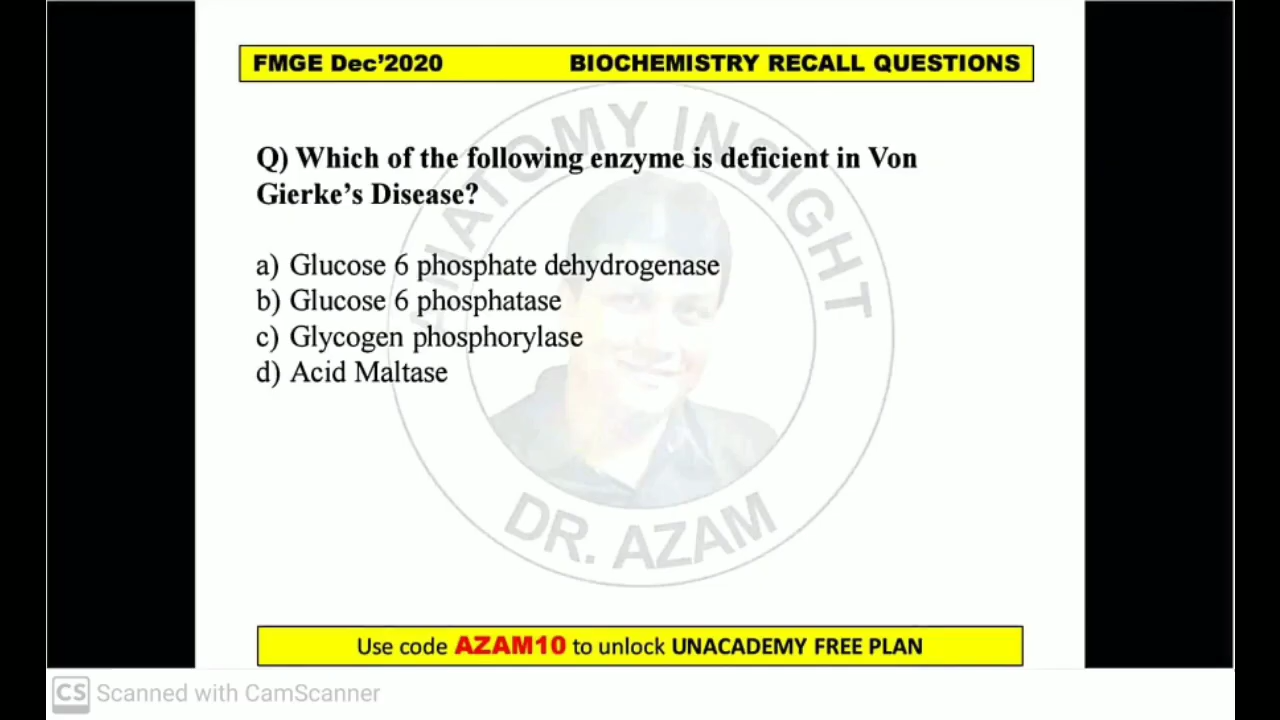 FMGE Dec’2020 BIOCHEMISTRY RECALL QUESTIONS
ANATOMY INSIGHT
Q) Which of the following enzyme is deficient in Von
Gierke’s Disease?
a) Glucose 6 phosphate dehydrogenase
b) Glucose 6 phosphatase
c) Glycogen phosphorylase
d) Acid Maltase
DR. AZAM
Use code AZAM10 to unlock UNACADEMY FREE PLAN
CS Scanned with CamScanner